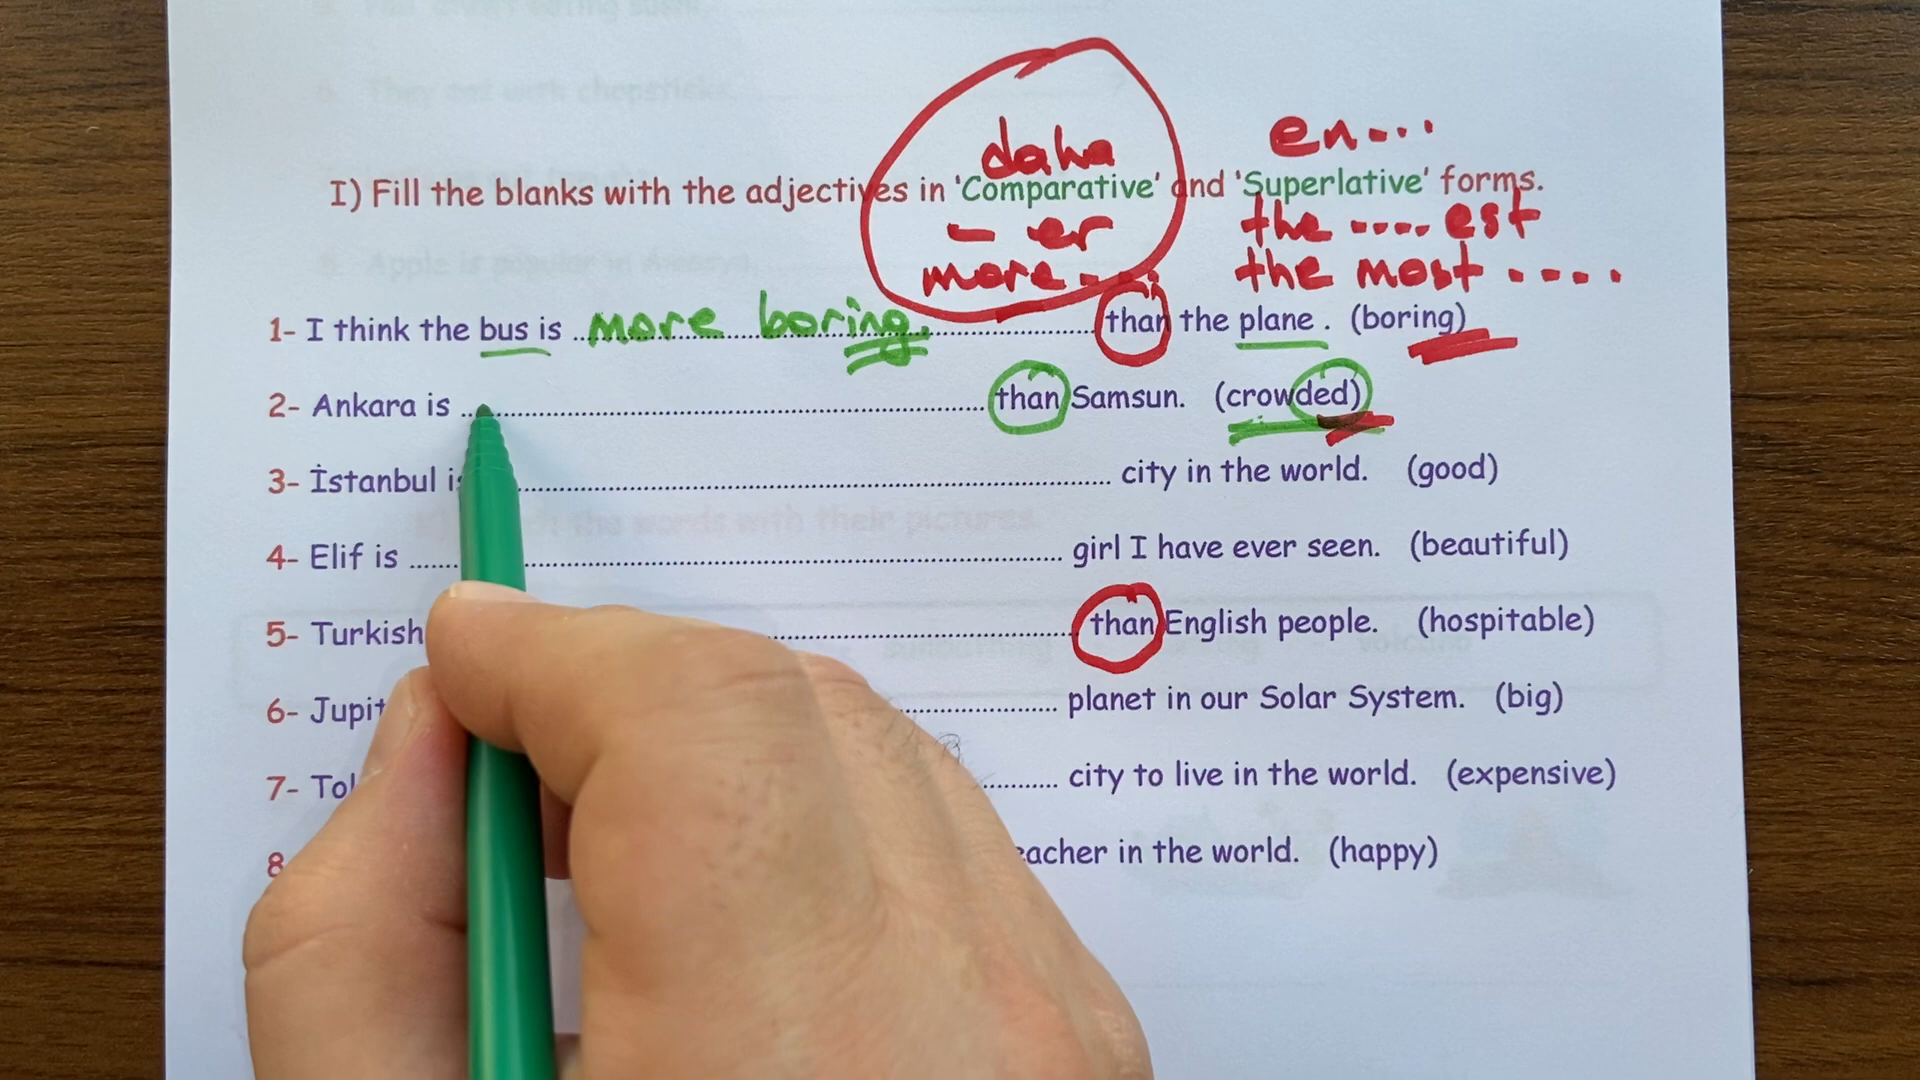 daha en...
I) Fill the blanks with the adjectives in 'Comparative' and 'Superlative' forms.
- er the .... est
more.... the most ....
1- I think the bus is more boring. than the plane . (boring)
2- Ankara is .......... than Samsun. (crowded)
3- İstanbul is .......... city in the world. (good)
4- Elif is .......... girl I have ever seen. (beautiful)
5- Turkish .......... than English people. (hospitable)
6- .......... planet in our Solar System. (big)
7- .......... city to live in the world. (expensive)
8 in the world. (happy)